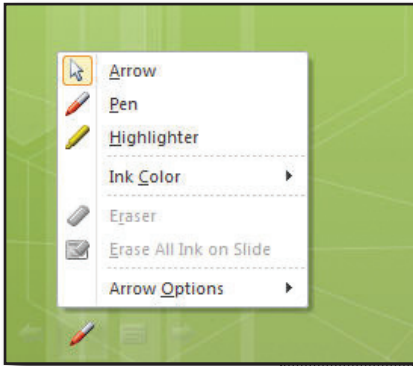 Arrow
Pen
Highlighter
Ink Color
Eraser
Erase All Ink on Slide
Arrow Options